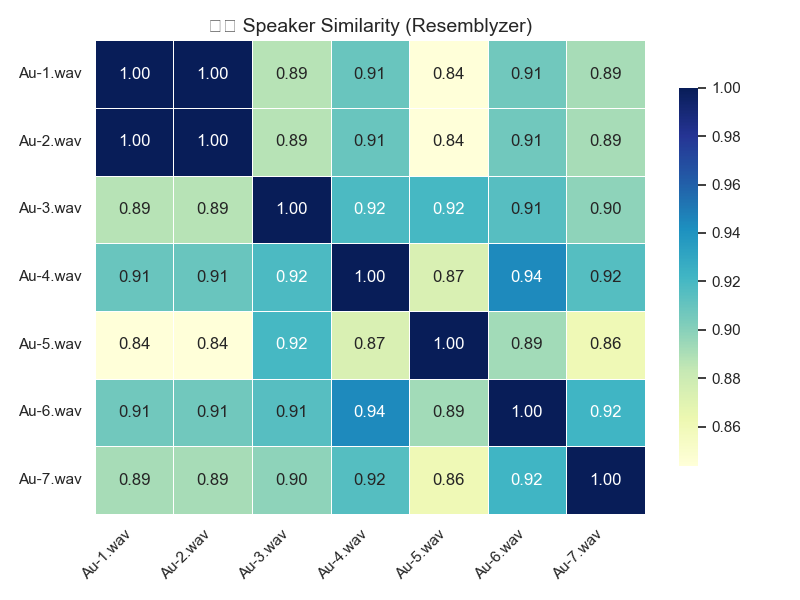 Speaker Similarity (Resemblyzer)
Au-1.wav 1.00 1.00 0.89 0.91 0.84 0.91 0.89
Au-2.wav 1.00 1.00 0.89 0.91 0.84 0.91 0.89
Au-3.wav 0.89 0.89 1.00 0.92 0.92 0.91 0.90
Au-4.wav 0.91 0.91 0.92 1.00 0.87 0.94 0.92
Au-5.wav 0.84 0.84 0.92 0.87 1.00 0.89 0.86
Au-6.wav 0.91 0.91 0.91 0.94 0.89 1.00 0.92
Au-7.wav 0.89 0.89 0.90 0.92 0.86 0.92 1.00
Au-1.wav Au-2.wav Au-3.wav Au-4.wav Au-5.wav Au-6.wav Au-7.wav
1.00
0.98
0.96
0.94
0.92
0.90
0.88
0.86